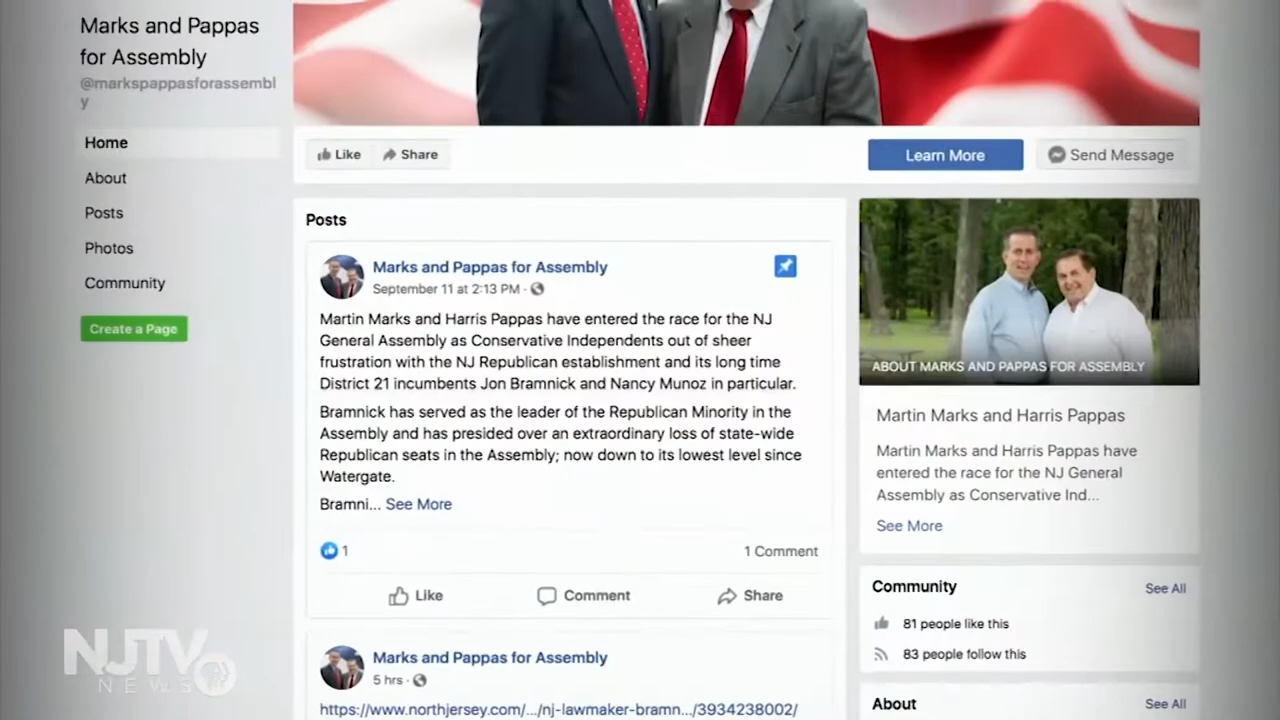 Marks and Pappas
for Assembly
@markspappasforassembl
y
Home
About
Posts
Photos
Community
Create a Page
Like
Share
Learn More
Send Message
Posts
Marks and Pappas for Assembly
September 11 at 2:13 PM ·
Martin Marks and Harris Pappas have entered the race for the NJ
General Assembly as Conservative Independents out of sheer
frustration with the NJ Republican establishment and its long time
District 21 incumbents Jon Bramnick and Nancy Munoz in particular.
Bramnick has served as the leader of the Republican Minority in the
Assembly and has presided over an extraordinary loss of state-wide
Republican seats in the Assembly; now down to its lowest level since
Watergate.
Bramni... See More
1
1 Comment
Like
Comment
Share
Marks and Pappas for Assembly
5 hrs ·
https://www.northjersey.com/.../nj-lawmaker-bramn.../3934238002/
ABOUT MARKS AND PAPPAS FOR ASSEMBLY
Martin Marks and Harris Pappas
Martin Marks and Harris Pappas have
entered the race for the NJ General
Assembly as Conservative Ind...
See More
Community
See All
81 people like this
83 people follow this
About
See All
NJTV
NEWS
PBS